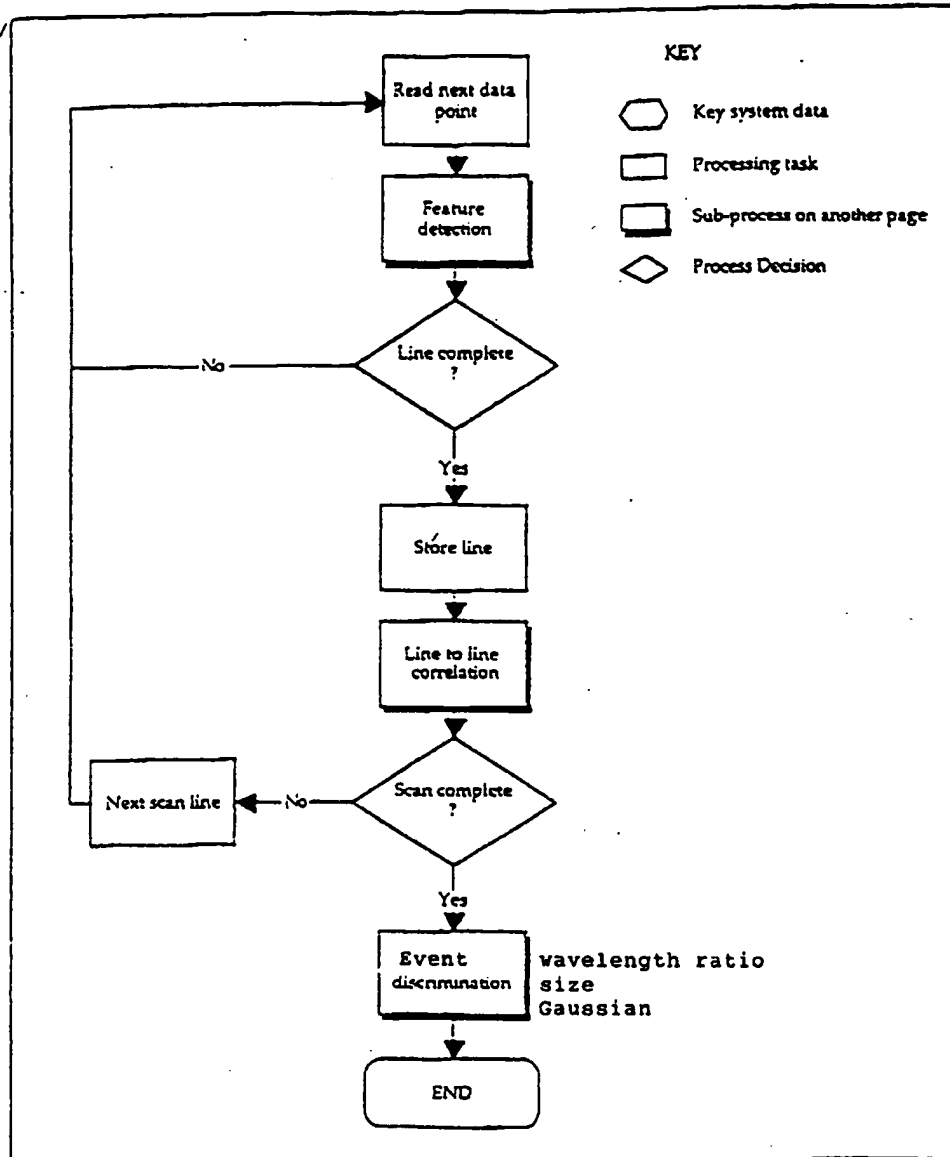 KEY
Read next data
point
Key system data
Processing task
Feature
detection
Sub-process on another page
Process Decision
Line complete
?
No
Yes
Store line
Line to line
correlation
Scan complete
?
No
Next scan line
Yes
Event
discrimination
wavelength ratio
size
Gaussian
END